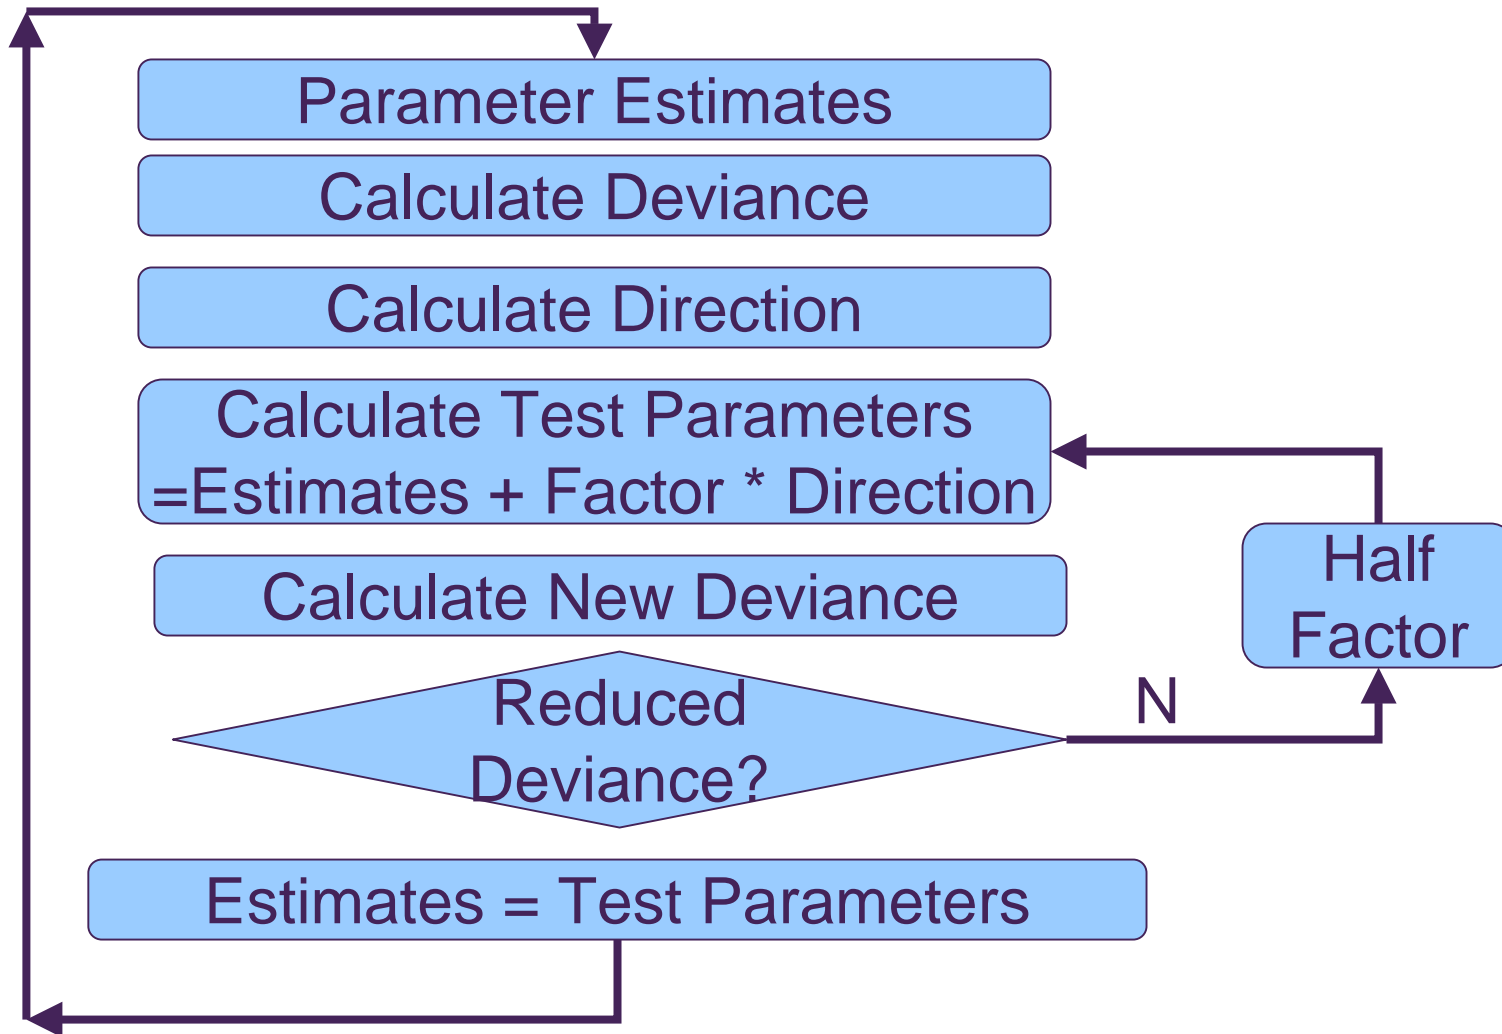 Parameter Estimates
Calculate Deviance
Calculate Direction
Calculate Test Parameters
=Estimates + Factor * Direction
Half
Factor
Calculate New Deviance
Reduced
Deviance?
N
Estimates = Test Parameters